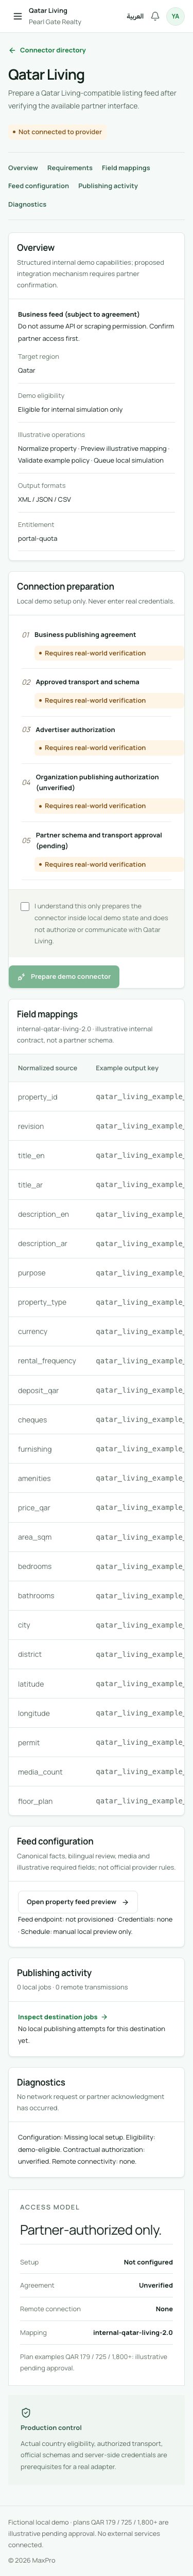 Qatar Living
Pearl Gate Realty
العربية
YA
Connector directory
Qatar Living
Prepare a Qatar Living-compatible listing feed after
verifying the available partner interface.
Not connected to provider
Overview Requirements Field mappings
Feed configuration Publishing activity
Diagnostics
Overview
Structured internal demo capabilities; proposed
integration mechanism requires partner
confirmation.
Business feed (subject to agreement)
Do not assume API or scraping permission. Confirm
partner access first.
Target region
Qatar
Demo eligibility
Eligible for internal simulation only
Illustrative operations
Normalize property · Preview illustrative mapping ·
Validate example policy · Queue local simulation
Output formats
XML / JSON / CSV
Entitlement
portal-quota
Connection preparation
Local demo setup only. Never enter real credentials.
01 Business publishing agreement
Requires real-world verification
02 Approved transport and schema
Requires real-world verification
03 Advertiser authorization
Requires real-world verification
04 Organization publishing authorization
(unverified)
Requires real-world verification
05 Partner schema and transport approval
(pending)
Requires real-world verification
I understand this only prepares the
connector inside local demo state and does
not authorize or communicate with Qatar
Living.
Prepare demo connector
Field mappings
internal-qatar-living-2.0 · illustrative internal
contract, not a partner schema.
Normalized source Example output key
property_id qatar_living_example_
revision qatar_living_example_
title_en qatar_living_example_
title_ar qatar_living_example_
description_en qatar_living_example_
description_ar qatar_living_example_
purpose qatar_living_example_
property_type qatar_living_example_
currency qatar_living_example_
rental_frequency qatar_living_example_
deposit_qar qatar_living_example_
cheques qatar_living_example_
furnishing qatar_living_example_
amenities qatar_living_example_
price_qar qatar_living_example_
area_sqm qatar_living_example_
bedrooms qatar_living_example_
bathrooms qatar_living_example_
city qatar_living_example_
district qatar_living_example_
latitude qatar_living_example_
longitude qatar_living_example_
permit qatar_living_example_
media_count qatar_living_example_
floor_plan qatar_living_example_
Feed configuration
Canonical facts, bilingual review, media and
illustrative required fields; not official provider rules.
Open property feed preview
Feed endpoint: not provisioned · Credentials: none
· Schedule: manual local preview only.
Publishing activity
0 local jobs · 0 remote transmissions
Inspect destination jobs
No local publishing attempts for this destination
yet.
Diagnostics
No network request or partner acknowledgment
has occurred.
Configuration: Missing local setup. Eligibility:
demo-eligible. Contractual authorization:
unverified. Remote connectivity: none.
ACCESS MODEL
Partner-authorized only.
Setup Not configured
Agreement Unverified
Remote connection None
Mapping internal-qatar-living-2.0
Plan examples QAR 179 / 725 / 1,800+: illustrative
pending approval.
Production control
Actual country eligibility, authorized transport,
official schemas and server-side credentials are
prerequisites for a real adapter.
Fictional local demo · plans QAR 179 / 725 / 1,800+ are
illustrative pending approval. No external services
connected.
© 2026 MaxPro